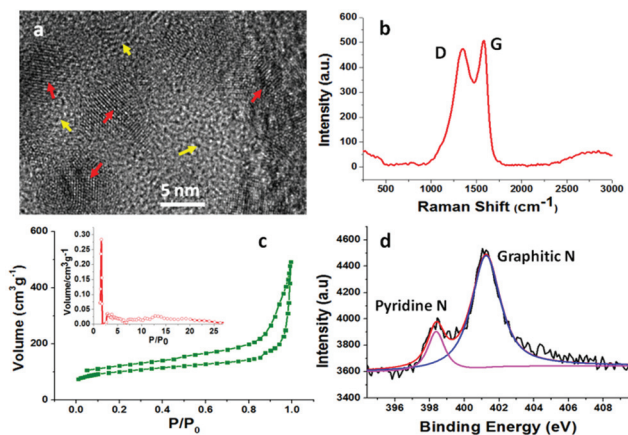 a
5 nm
b
D
G
Intensity (a.u.)
600
500
400
300
200
100
0
500 1000 1500 2000 2500 3000
Raman Shift (cm-1)
c
Volume (cm3g-1)
600
400
200
0
0.0 0.2 0.4 0.6 0.8 1.0
P/P0
Volume/cm3g-1
0.30
0.25
0.20
0.15
0.10
0.05
0.00
0 5 10 15 20 25
P/P0
d
Graphitic N
Pyridine N
Intensity (a.u)
4600
4400
4200
4000
3800
3600
3400
396 398 400 402 404 406 408
Binding Energy (eV)